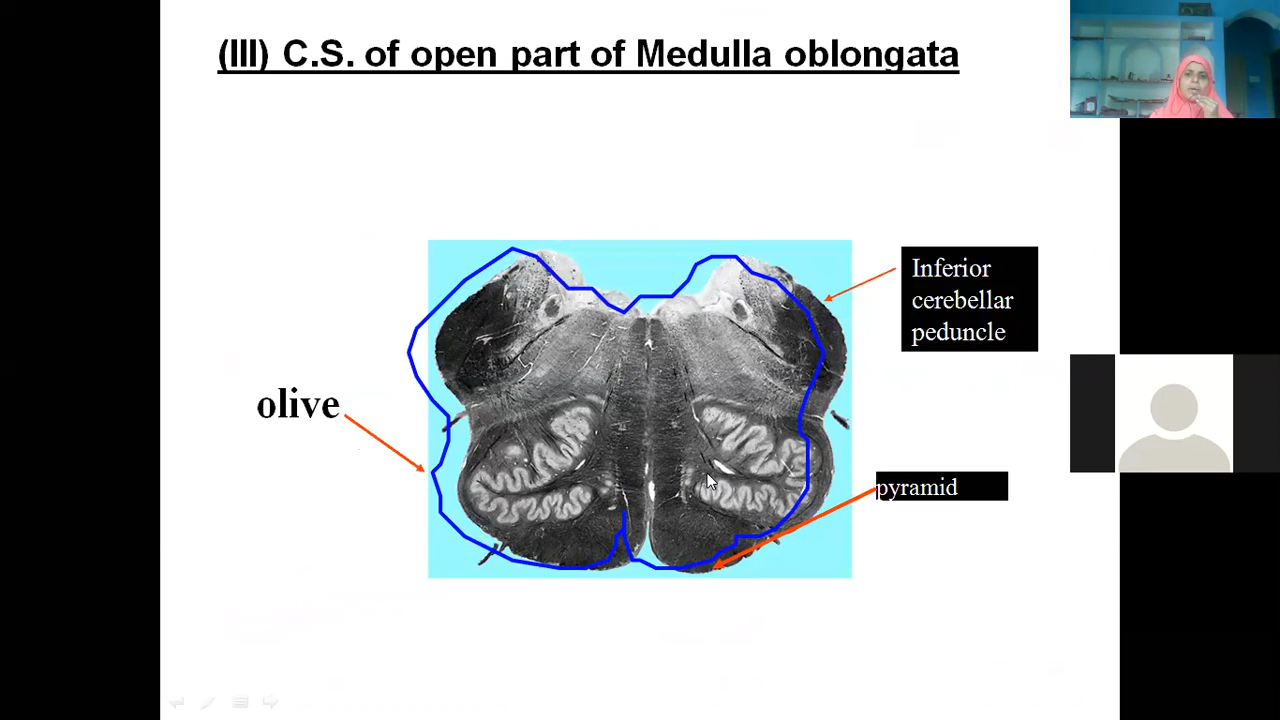 (III) C.S. of open part of Medulla oblongata
Inferior
cerebellar
peduncle
olive
pyramid